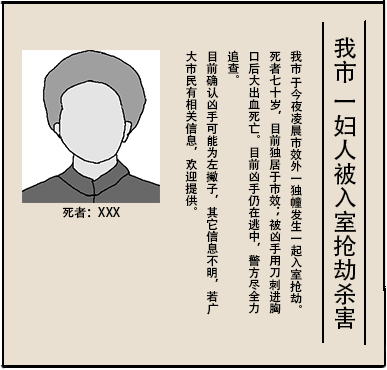 我市一妇人被入室抢劫杀害
我市于今夜凌晨市效外一独幢发生一起入室抢劫。
死者七十岁，目前独居于市效；被凶手用刀刺进胸
口后大出血死亡。目前凶手仍在逃中，警方尽全力
追查。
目前确认凶手可能为左撇子，其它信息不明，若广
大市民有相关信息，欢迎提供。
死者：XXX